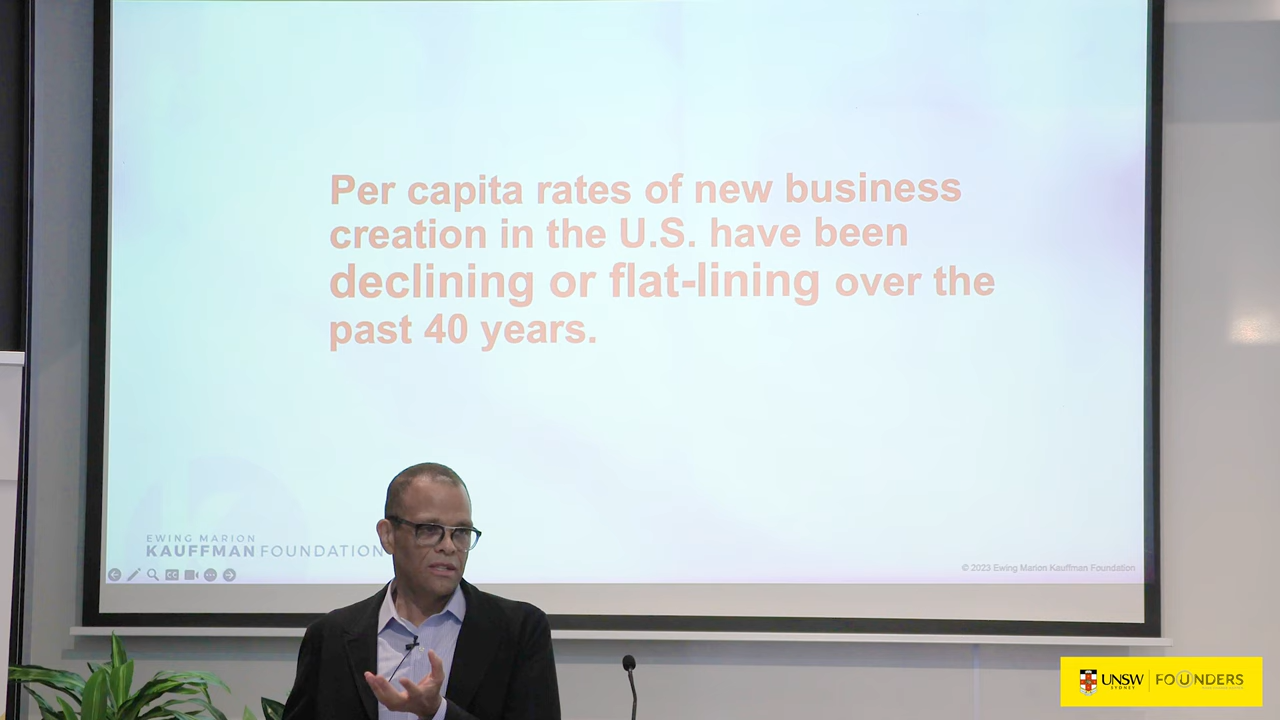 Per capita rates of new business
creation in the U.S. have been
declining or flat-lining over the
past 40 years.
EWING MARION
KAUFFMAN FOUNDATION
CC
© 2023 Ewing Marion Kauffman Foundation
UNSW
SYDNEY
FOUNDERS